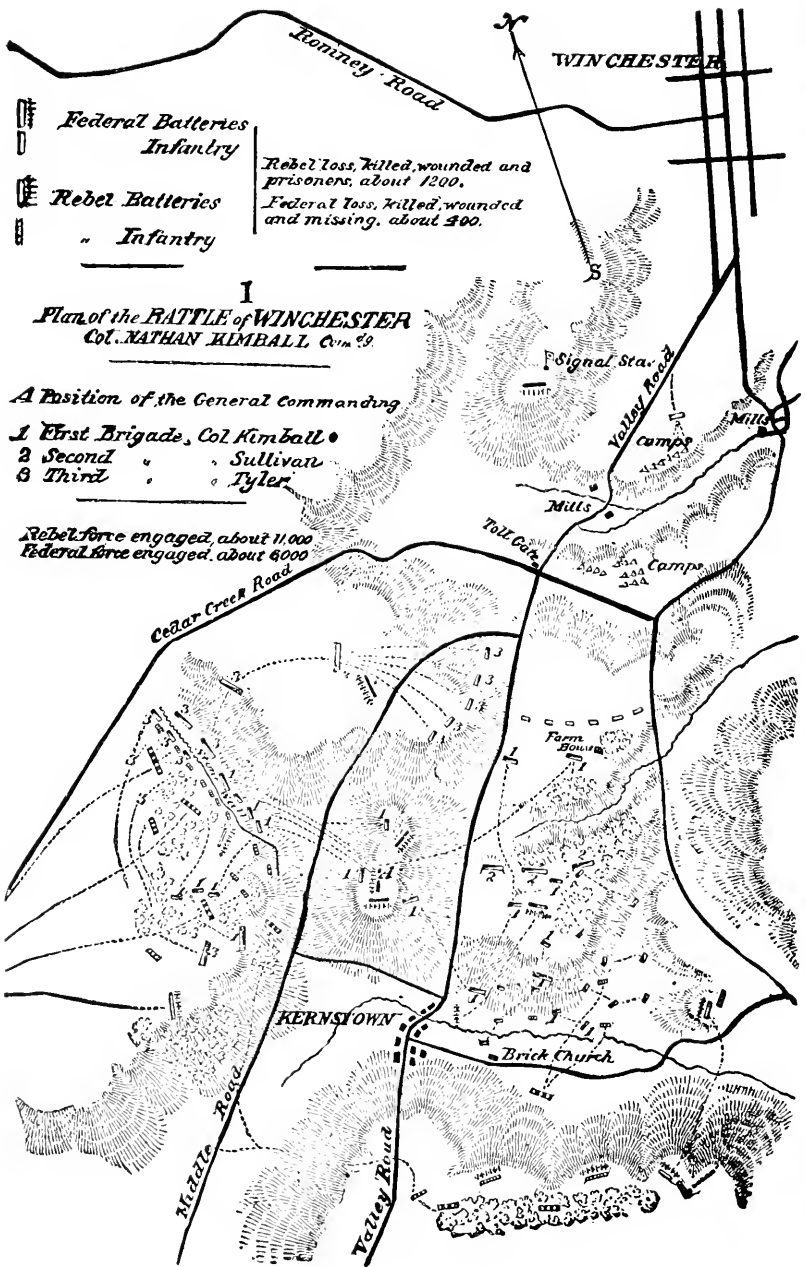 Romney Road
N
WINCHESTER
Federal Batteries
Infantry
Rebel Batteries
" Infantry
Rebel loss, killed, wounded and
prisoners, about 1200.
Federal loss, killed, wounded
and missing, about 400.
S
1
Plan of the BATTLE of WINCHESTER
Col. NATHAN KIMBALL Com'd'g.
A Position of the General Commanding
1 First Brigade, Col Kimball
2 Second " " Sullivan
3 Third " " Tyler
Rebel force engaged, about 11,000
Federal force engaged, about 6,000
Signal Sta.
Valley Road
Camps
Mills
Mills
Toll Gate
Camps
Cedar Creek Road
Farm
House
KERNSTOWN
Brick Church
Middle Road
Valley Road